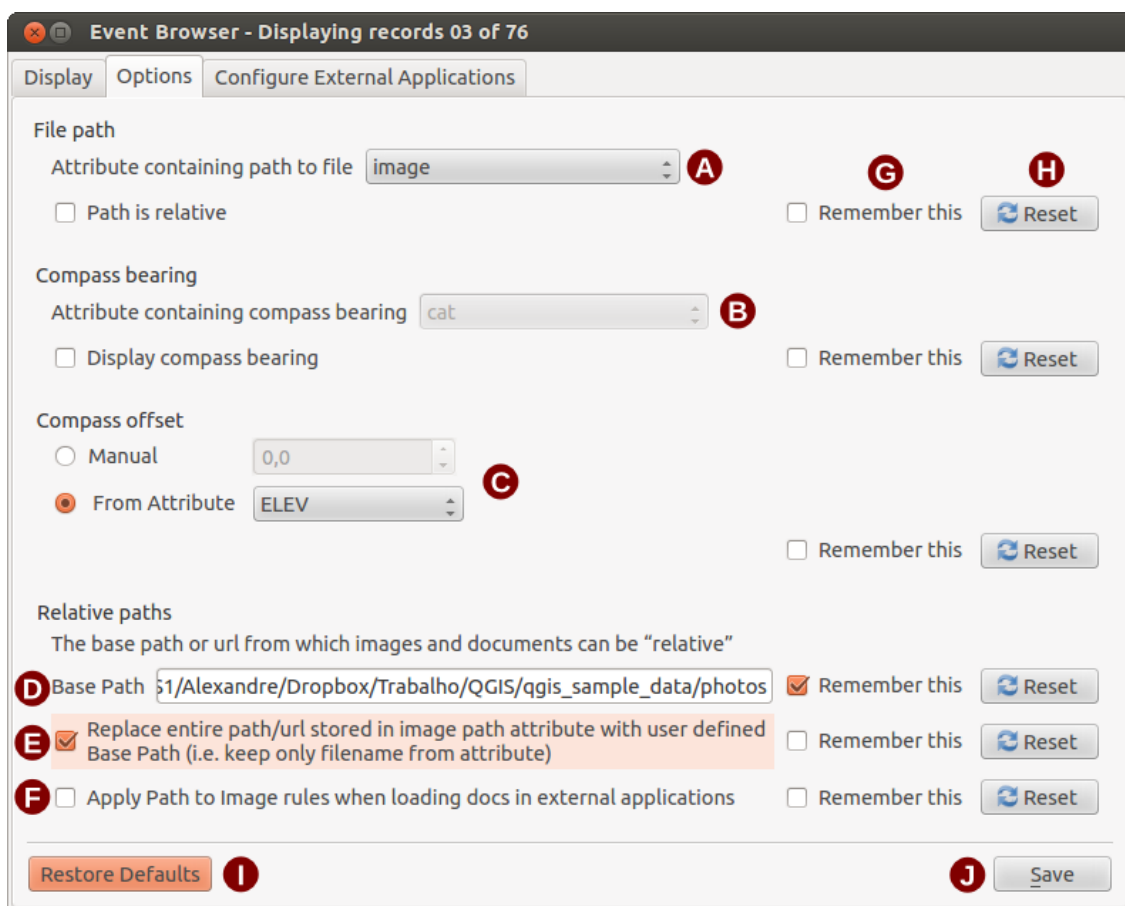 Event Browser - Displaying records 03 of 76
Display Options Configure External Applications
File path
Attribute containing path to file image A G H
Path is relative Remember this Reset
Compass bearing
Attribute containing compass bearing cat B
Display compass bearing Remember this Reset
Compass offset
Manual 0,0
C
From Attribute ELEV
Remember this Reset
Relative paths
The base path or url from which images and documents can be “relative”
D Base Path 51/Alexandre/Dropbox/Trabalho/QGIS/qgis_sample_data/photos Remember this Reset
E Replace entire path/url stored in image path attribute with user defined
Base Path (i.e. keep only filename from attribute) Remember this Reset
F Apply Path to Image rules when loading docs in external applications Remember this Reset
Restore Defaults I J Save